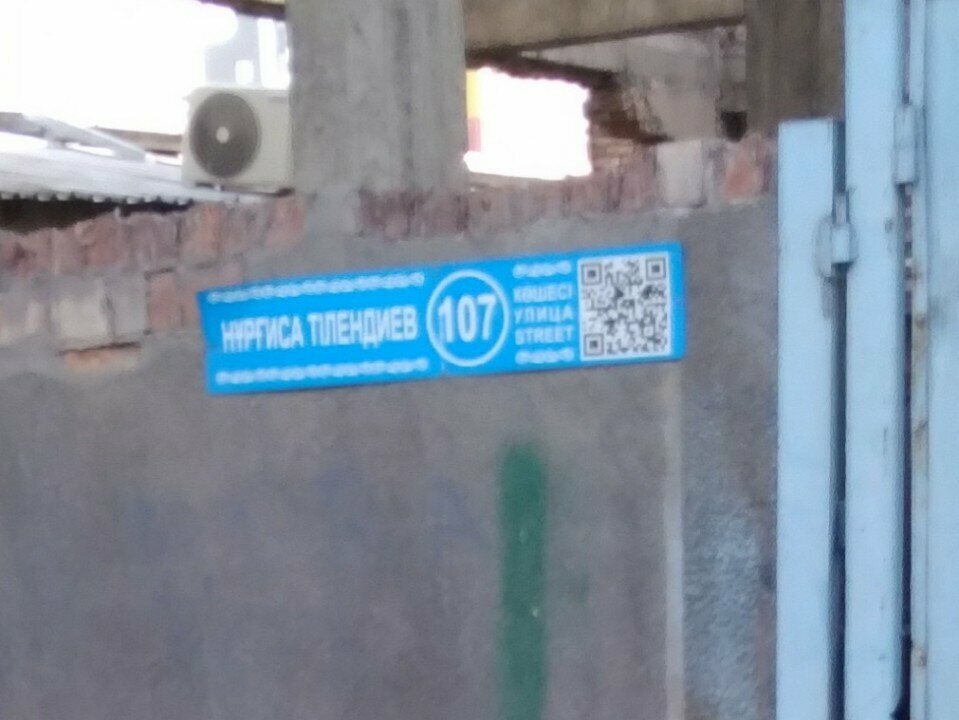 НҰРҒИСА ТІЛЕНДИЕВ
107
КӨШЕСІ
УЛИЦА
STREET